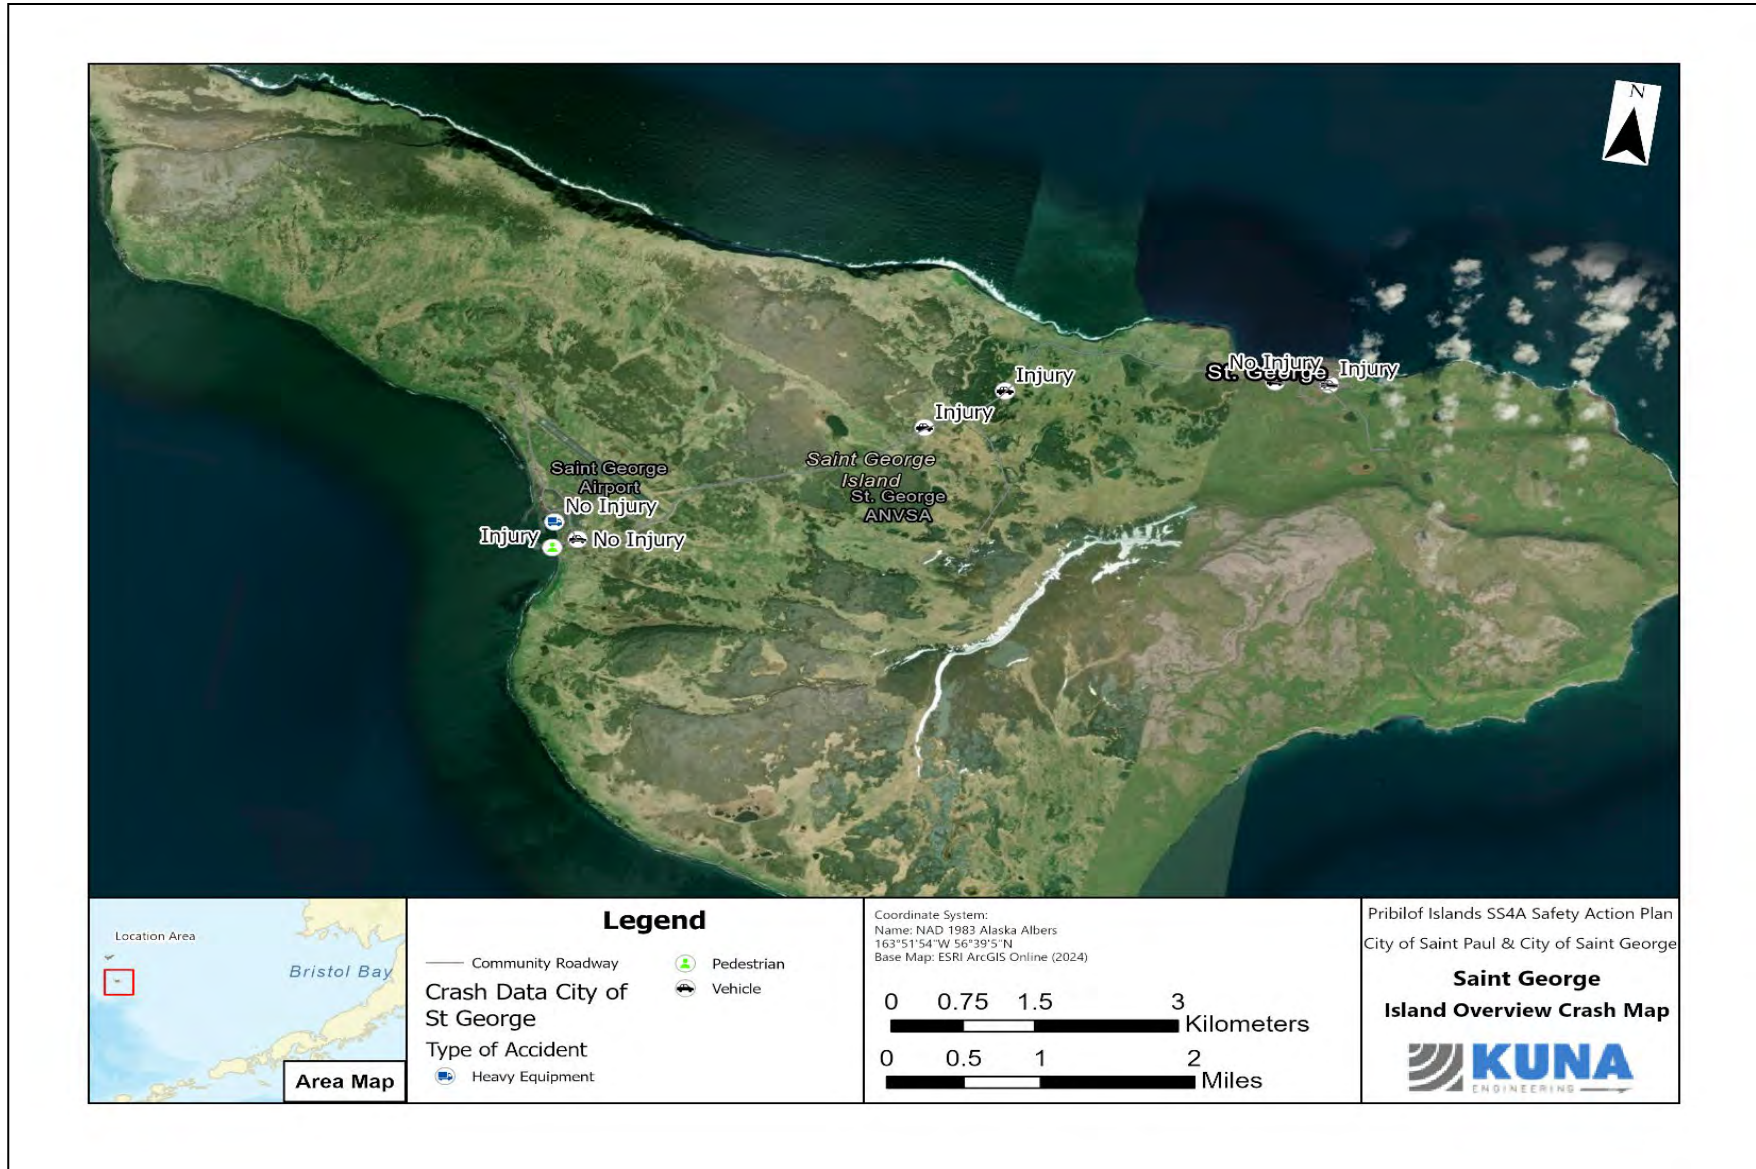 N
No Injury
St. George
Injury
Injury
Injury
Saint George
Island
St. George
ANVSA
Saint George
Airport
No Injury
Injury
No Injury
Location Area
Bristol Bay
Area Map
Legend
Community Roadway
Crash Data City of
St George
Type of Accident
Heavy Equipment
Pedestrian
Vehicle
Coordinate System:
Name: NAD 1983 Alaska Albers
163°51'54"W 56°39'5"N
Base Map: ESRI ArcGIS Online (2024)
0 0.75 1.5 3
Kilometers
0 0.5 1 2
Miles
Pribilof Islands SS4A Safety Action Plan
City of Saint Paul & City of Saint George
Saint George
Island Overview Crash Map
KUNA
ENGINEERING